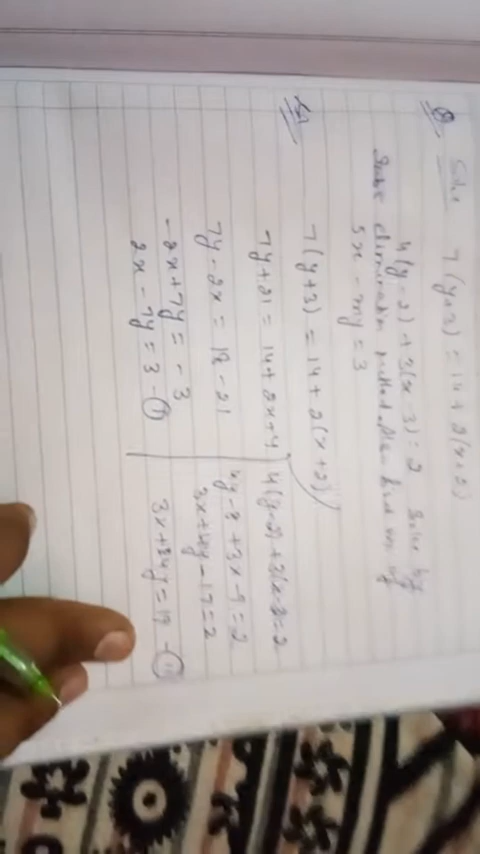 Q Solve 7(y+3) = 14 + 2(x+2)
4(y-2) + 3(x-3) = 2 Solve by
elimination method then find
5x - my = 3
Sol 7(y+3) = 14 + 2(x+2)
7y+21 = 14 + 2x+4
7y - 2x = 18 - 21
-2x + 7y = -3
2x - 7y = 3 - (i)
4(y-2)+3(x-3)=2
4y-8+3x-9=2
3x+4y-17=2
3x+4y=19 - (ii)